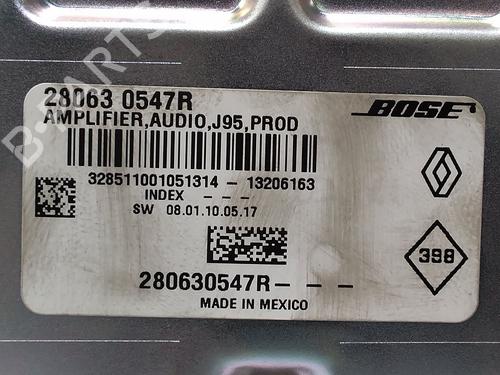 28063 0547R
BOSE
AMPLIFIER,AUDIO,J95,PROD
328511001051314 - 13206163
INDEX - - -
SW 08.01.10.05.17
398
280630547R- - -
MADE IN MEXICO
B-PARTS